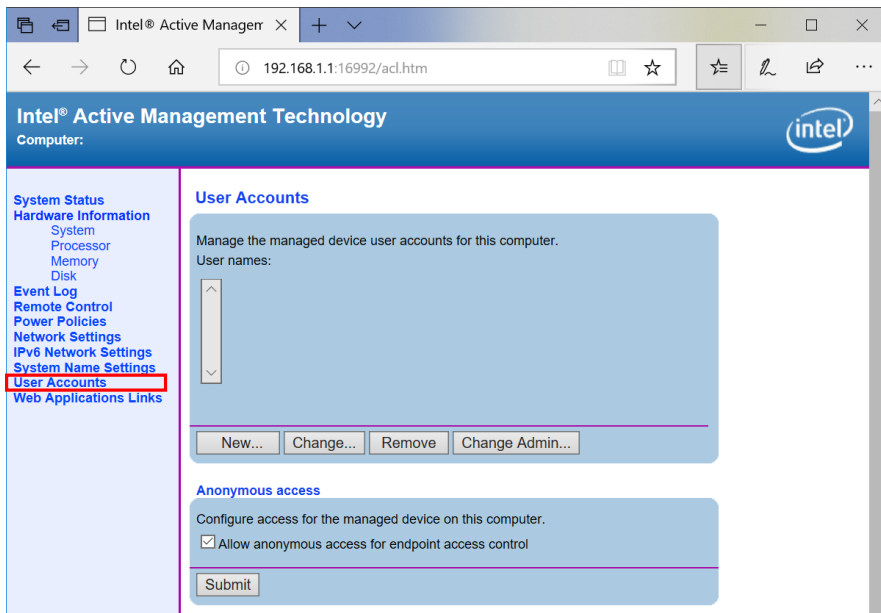 Intel® Active Managem
192.168.1.1:16992/acl.htm
Intel® Active Management Technology
Computer:
intel
System Status
Hardware Information
System
Processor
Memory
Disk
Event Log
Remote Control
Power Policies
Network Settings
IPv6 Network Settings
System Name Settings
User Accounts
Web Applications Links
User Accounts
Manage the managed device user accounts for this computer.
User names:
New... Change... Remove Change Admin...
Anonymous access
Configure access for the managed device on this computer.
Allow anonymous access for endpoint access control
Submit